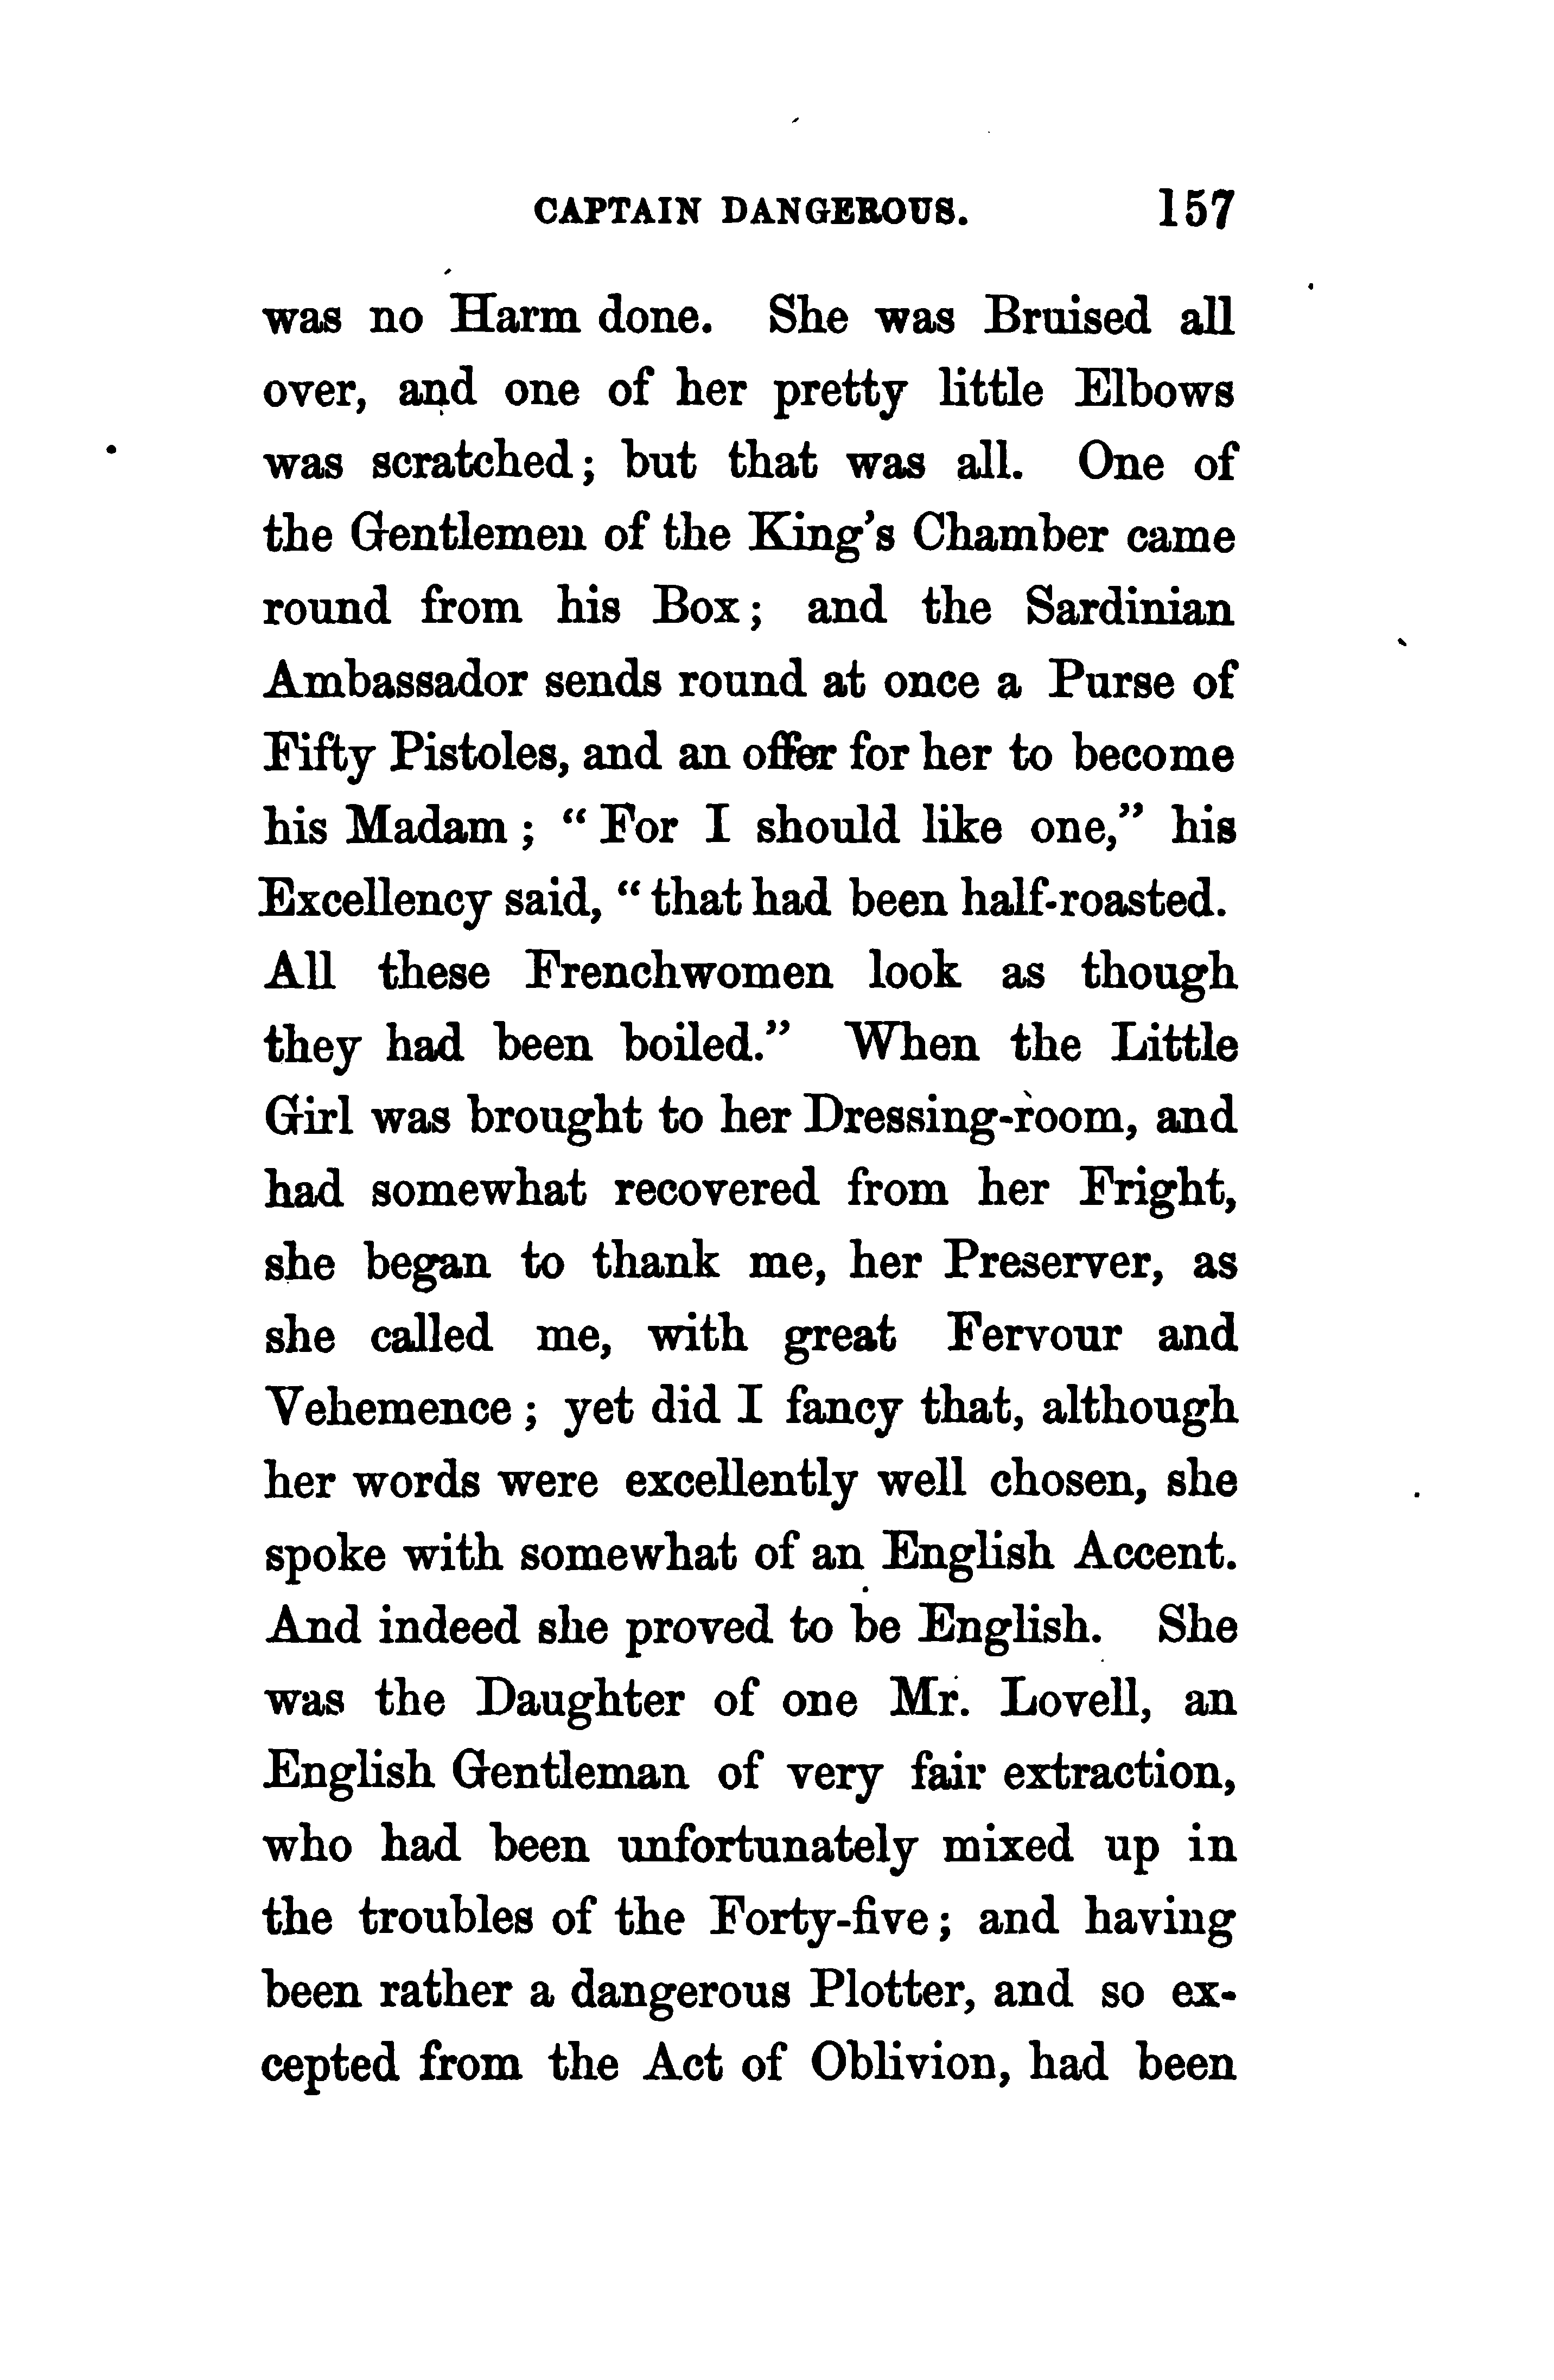 CAPTAIN DANGEROUS. 157
was no Harm done. She was Bruised all
over, and one of her pretty little Elbows
was scratched; but that was all. One of
the Gentlemen of the King's Chamber came
round from his Box; and the Sardinian
Ambassador sends round at once a Purse of
Fifty Pistoles, and an offer for her to become
his Madam; “For I should like one,” his
Excellency said, “that had been half-roasted.
All these Frenchwomen look as though
they had been boiled.” When the Little
Girl was brought to her Dressing-room, and
had somewhat recovered from her Fright,
she began to thank me, her Preserver, as
she called me, with great Fervour and
Vehemence; yet did I fancy that, although
her words were excellently well chosen, she
spoke with somewhat of an English Accent.
And indeed she proved to be English. She
was the Daughter of one Mr. Lovell, an
English Gentleman of very fair extraction,
who had been unfortunately mixed up in
the troubles of the Forty-five; and having
been rather a dangerous Plotter, and so ex-
cepted from the Act of Oblivion, had been